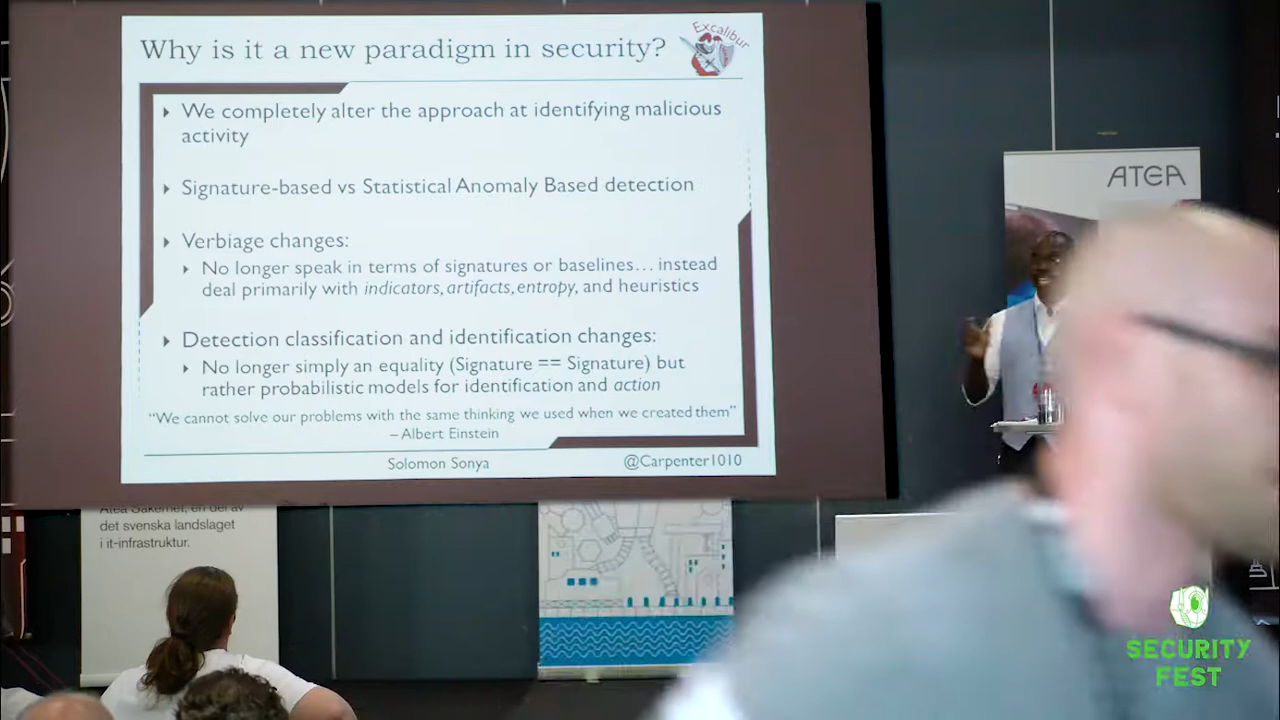 Why is it a new paradigm in security?
Excalibur
We completely alter the approach at identifying malicious
activity
Signature-based vs Statistical Anomaly Based detection
Verbiage changes:
No longer speak in terms of signatures or baselines... instead
deal primarily with indicators, artifacts, entropy, and heuristics
Detection classification and identification changes:
No longer simply an equality (Signature == Signature) but
rather probabilistic models for identification and action
“We cannot solve our problems with the same thinking we used when we created them”
– Albert Einstein
Solomon Sonya
@Carpenter1010
ATEA
Atea Säkerhet, en del av
det svenska landslaget
i it-infrastruktur.
SECURITY
FEST